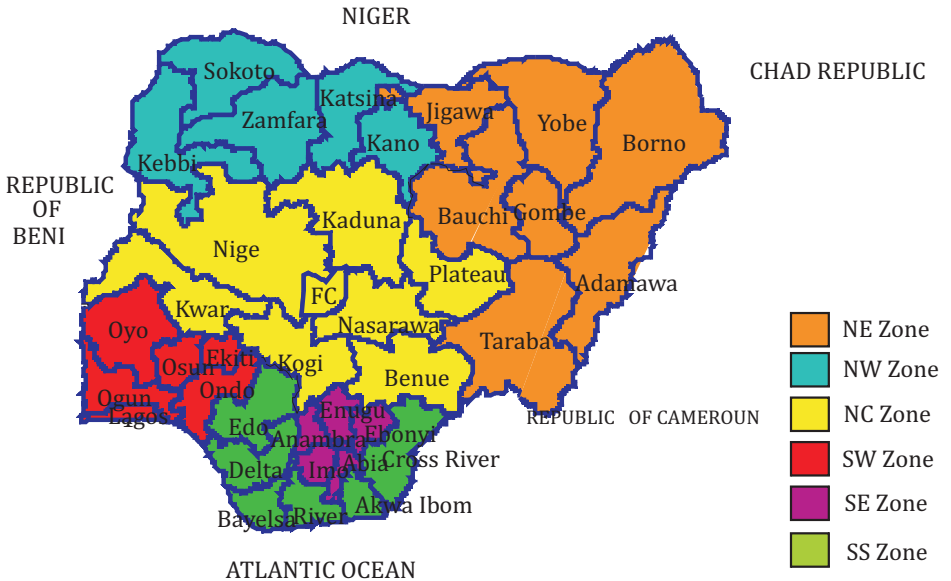 NIGER
CHAD REPUBLIC
Sokoto
Katsina
Jigawa
Zamfara
Yobe
Kano
Borno
Kebbi
REPUBLIC
OF
BENI
Kaduna
Bauchi
Gombe
Nige
Plateau
Adamawa
FC
Kwar
Nasarawa
Oyo
Taraba
Osun
Ekiti
Kogi
Benue
Ogun
Ondo
Lagos
Edo
Enugu
Anambra
Ebonyi
REPUBLIC OF CAMEROUN
Delta
Imo
Abia
Cross River
Bayelsa
River
Akwa Ibom
ATLANTIC OCEAN
NE Zone
NW Zone
NC Zone
SW Zone
SE Zone
SS Zone